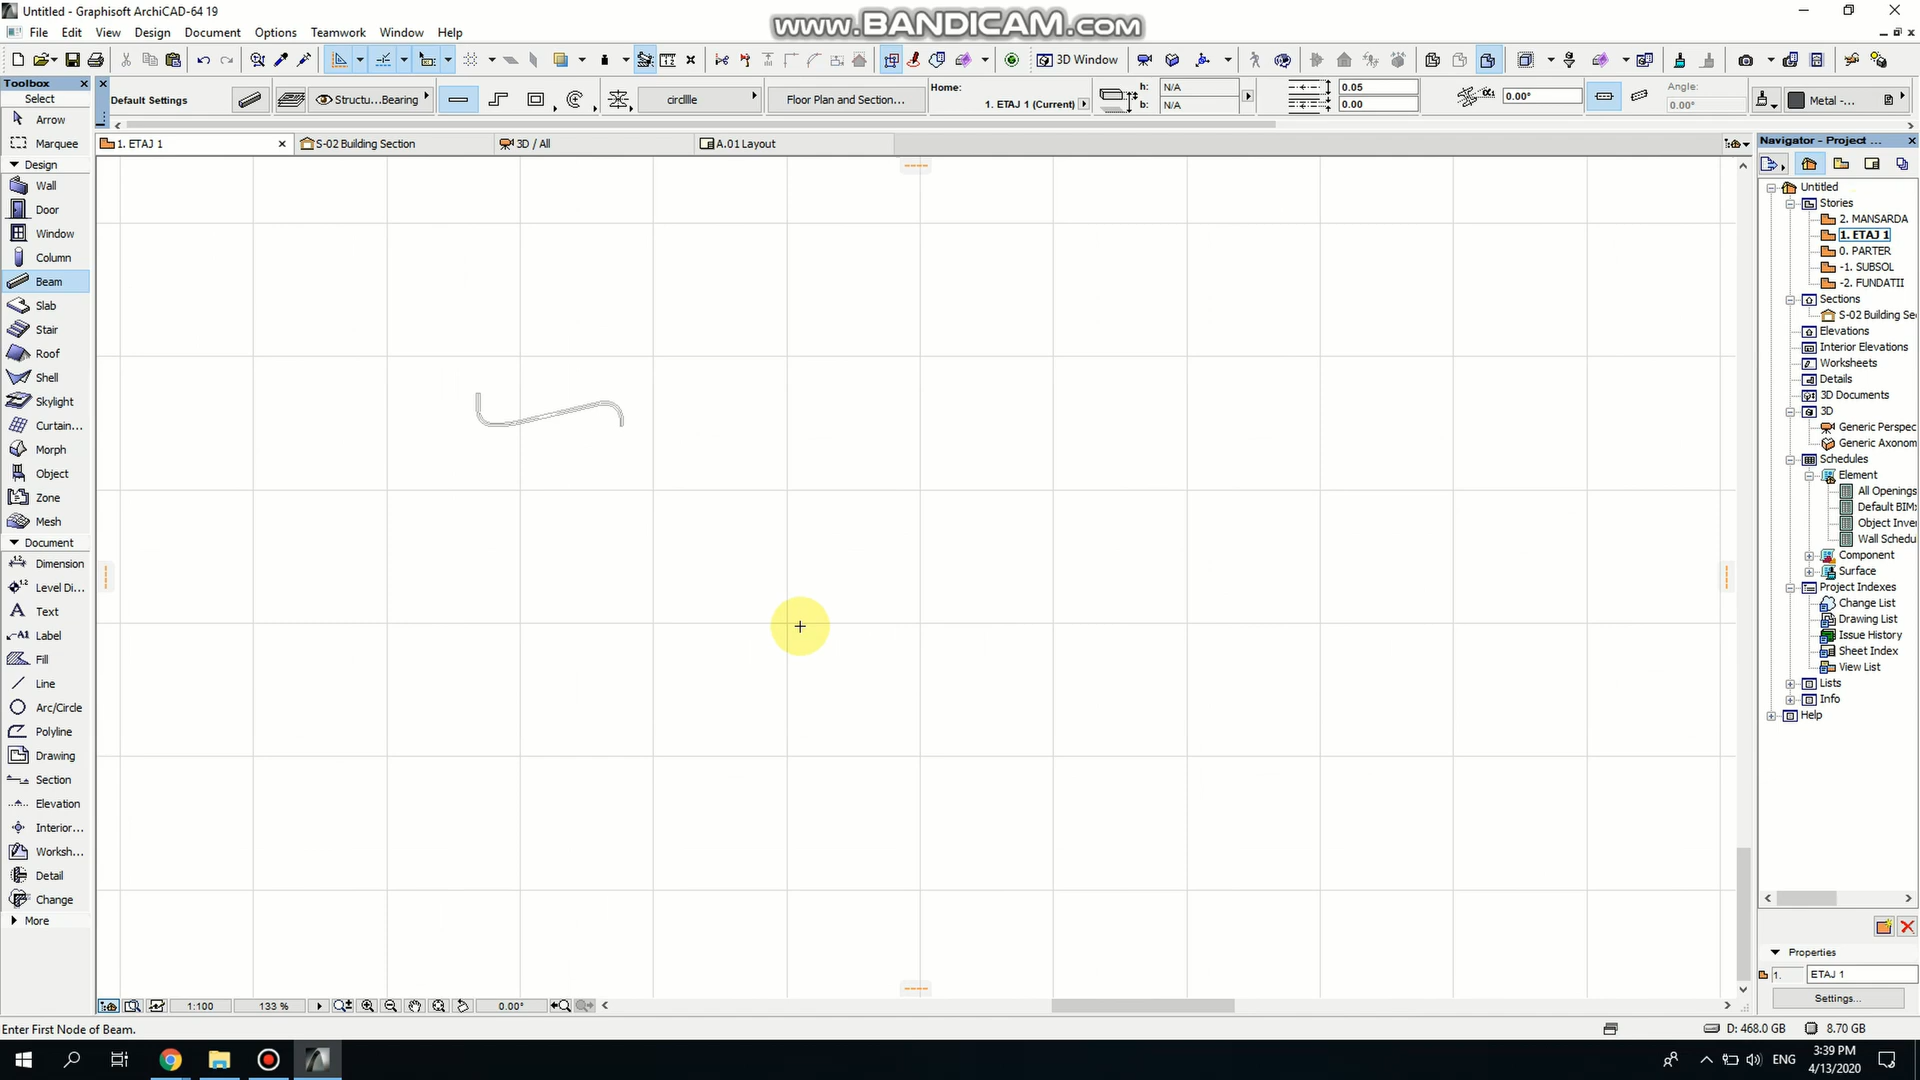 Untitled - Graphisoft ArchiCAD-64 19
www.BANDICAM.com
File Edit View Design Document Options Teamwork Window Help
3D Window
Toolbox
Select
Default Settings
Structu...Bearing
circllle
Floor Plan and Section...
Home:
1. ETAJ 1 (Current)
h: N/A
b: N/A
0.05
0.00
0.00°
Angle:
0.00°
Metal -...
1. ETAJ 1
S-02 Building Section
3D / All
A.01 Layout
Arrow
Marquee
Design
Wall
Door
Window
Column
Beam
Slab
Stair
Roof
Shell
Skylight
Curtain...
Morph
Object
Zone
Mesh
Document
Dimension
Level Di...
Text
Label
Fill
Line
Arc/Circle
Polyline
Drawing
Section
Elevation
Interior...
Worksh...
Detail
Change
More
Navigator - Project ...
Untitled
Stories
2. MANSARDA
1. ETAJ 1
0. PARTER
-1. SUBSOL
-2. FUNDATII
Sections
S-02 Building Se
Elevations
Interior Elevations
Worksheets
Details
3D Documents
3D
Generic Perspec
Generic Axonom
Schedules
Element
All Openings
Default BIM
Object Inve
Wall Schedu
Component
Surface
Project Indexes
Change List
Drawing List
Issue History
Sheet Index
View List
Lists
Info
Help
Properties
1. ETAJ 1
Settings...
1:100
133 %
0.00°
Enter First Node of Beam.
D: 468.0 GB
8.70 GB
ENG
3:39 PM
4/13/2020